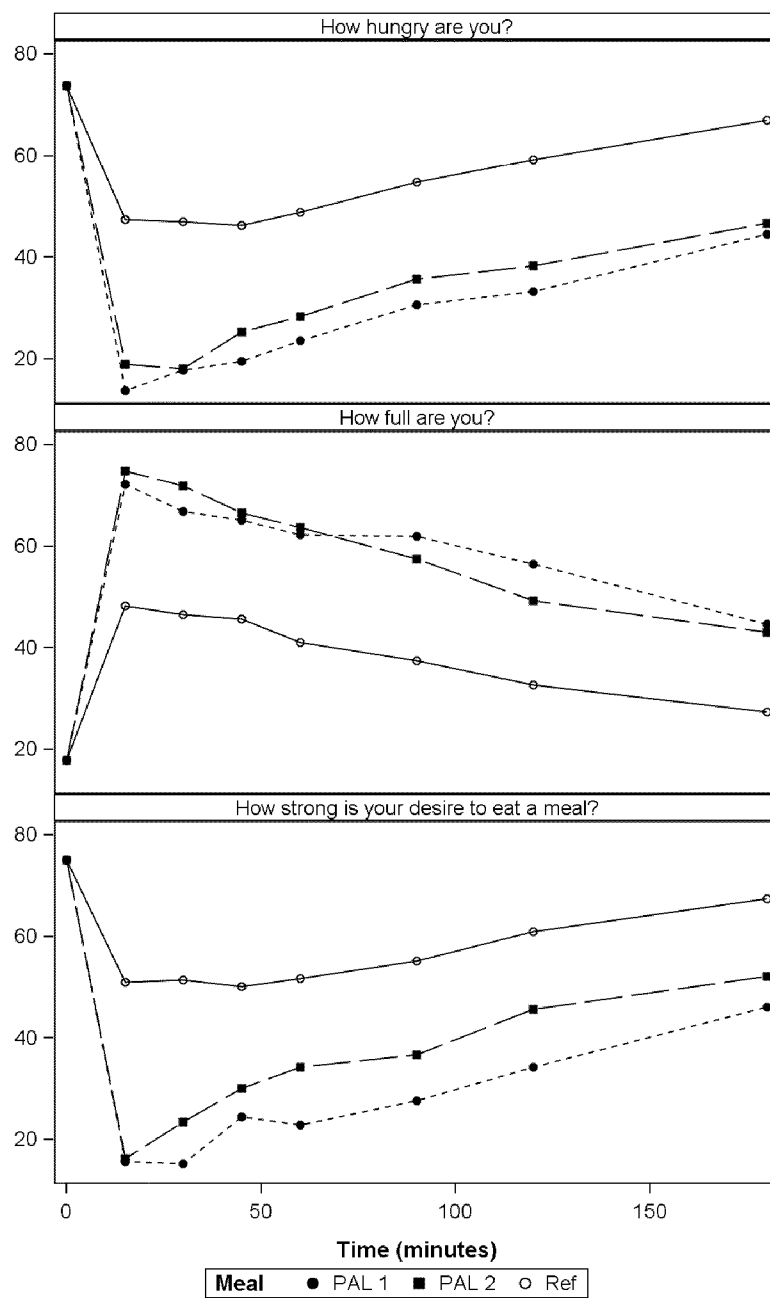 How hungry are you?
80
60
40
20
How full are you?
80
60
40
20
How strong is your desire to eat a meal?
80
60
40
20
0 50 100 150
Time (minutes)
Meal PAL 1 PAL 2 Ref